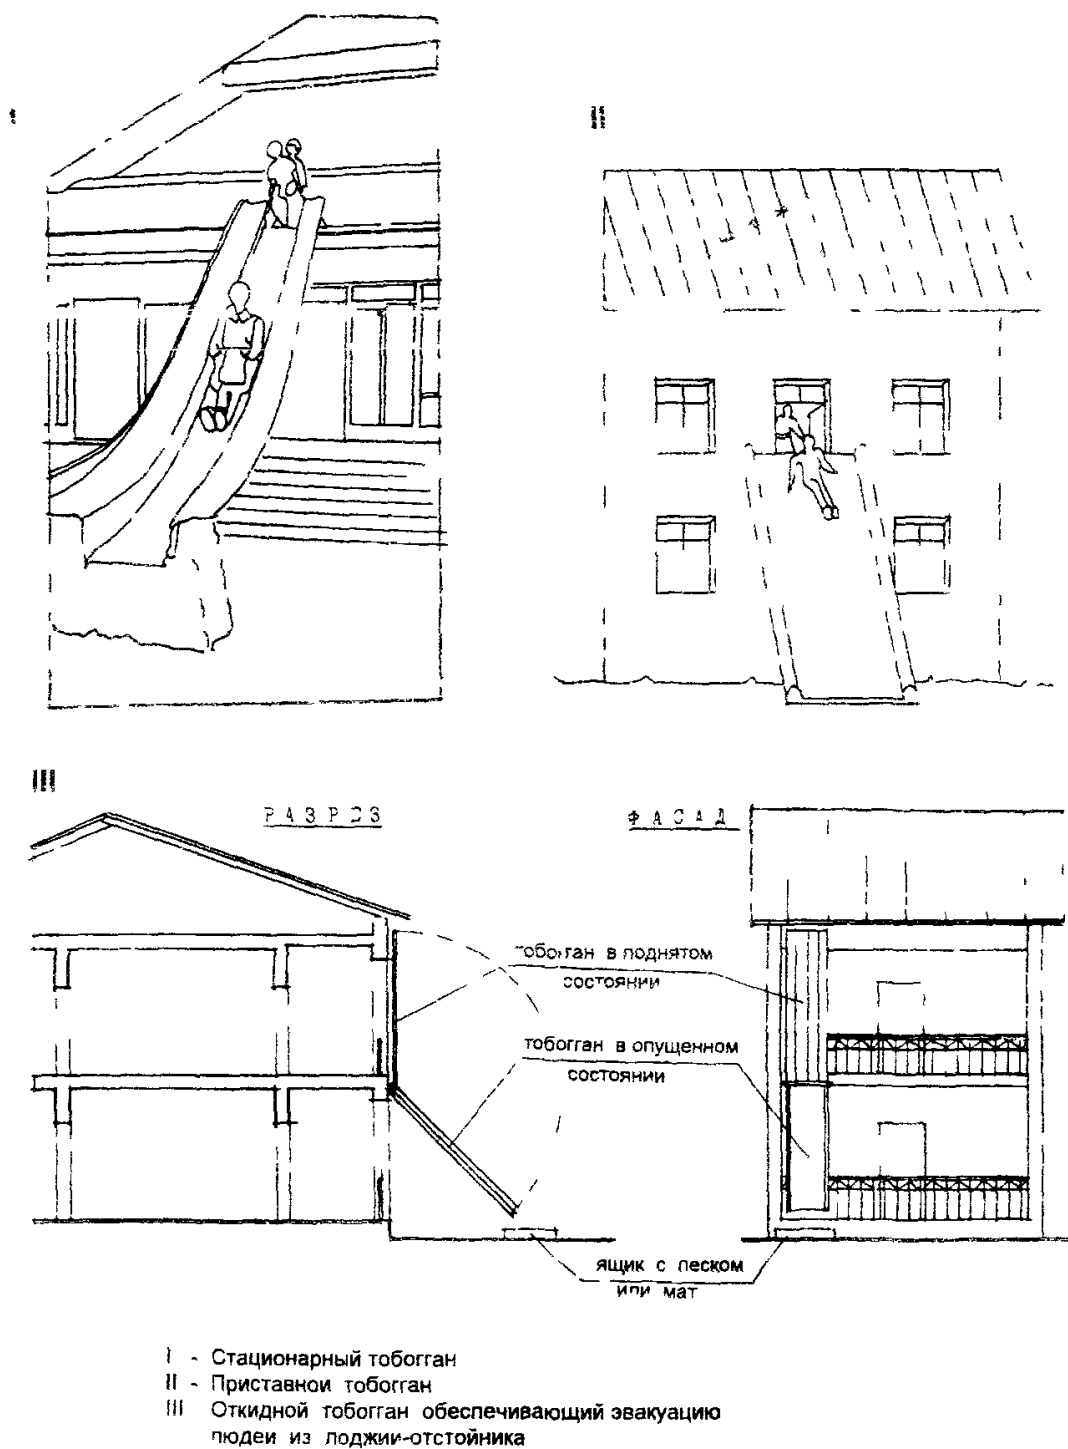 I
II
III
РАЗРЕЗ
ФАСАД
тобогган в поднятом
состоянии
тобогган в опущенном
состоянии
ящик с песком
или мат
I - Стационарный тобогган
II - Приставной тобогган
III Откидной тобогган обеспечивающий эвакуацию
людей из лоджии-отстойника